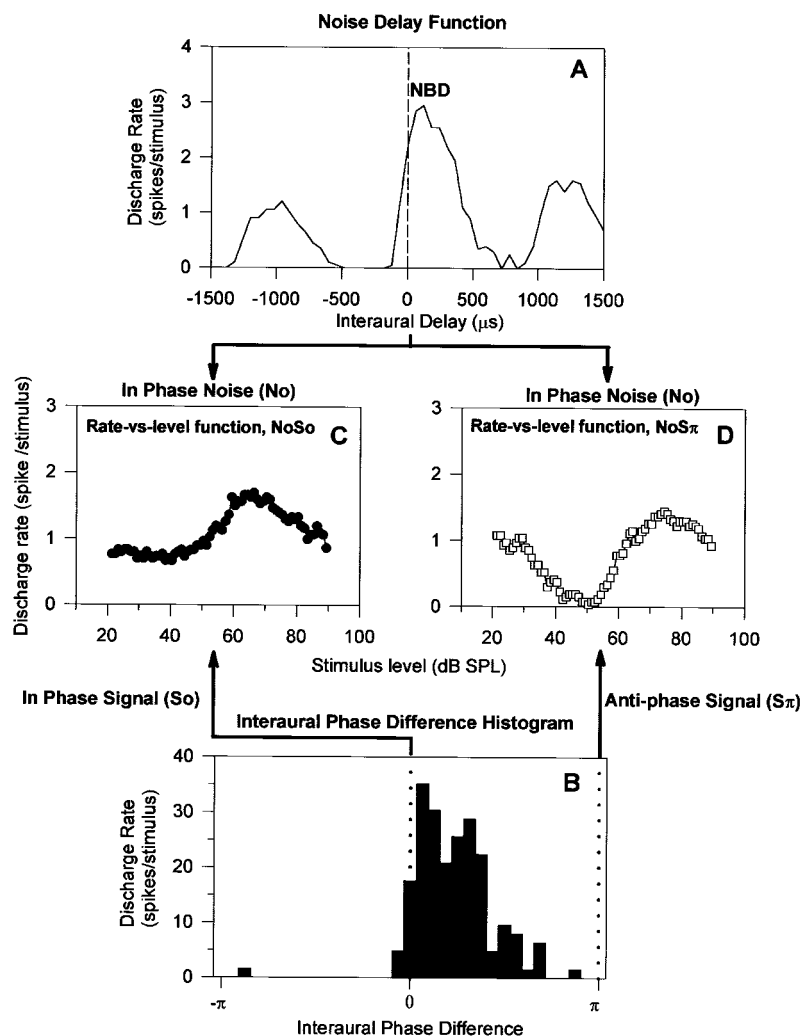 Noise Delay Function
A
NBD
Discharge Rate
(spikes/stimulus)
4
3
2
1
0
-1500 -1000 -500 0 500 1000 1500
Interaural Delay (μs)
In Phase Noise (No)
In Phase Noise (No)
Rate-vs-level function, NoSo C
Rate-vs-level function, NoSπ D
Discharge rate (spike /stimulus)
3
2
1
0
3
2
1
0
20 40 60 80 100
20 40 60 80 100
Stimulus level (dB SPL)
In Phase Signal (So)
Anti-phase Signal (Sπ)
Interaural Phase Difference Histogram
B
Discharge Rate
(spikes/stimulus)
40
30
20
10
0
-π 0 π
Interaural Phase Difference